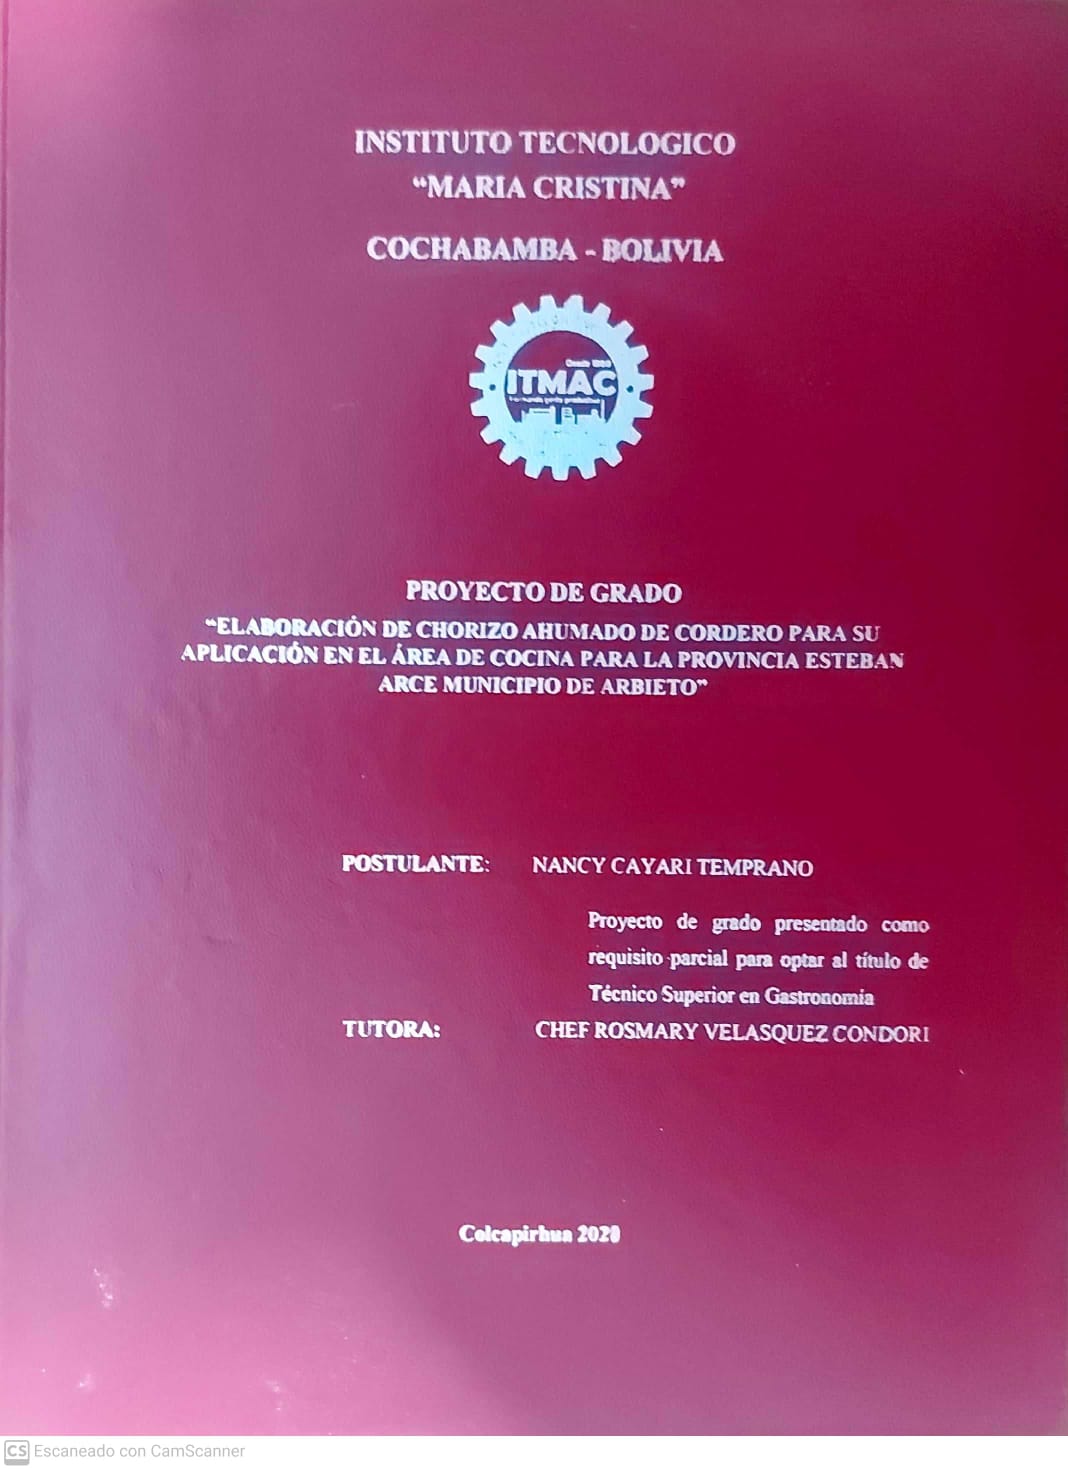 INSTITUTO TECNOLOGICO
“MARIA CRISTINA”
COCHABAMBA - BOLIVIA
ITMAC
PROYECTO DE GRADO
“ELABORACIÓN DE CHORIZO AHUMADO DE CORDERO PARA SU
APLICACIÓN EN EL ÁREA DE COCINA PARA LA PROVINCIA ESTEBAN
ARCE MUNICIPIO DE ARBIETO”
POSTULANTE: NANCY CAYARI TEMPRANO
Proyecto de grado presentado como
requisito parcial para optar al título de
Técnico Superior en Gastronomía
TUTORA: CHEF ROSMARY VELASQUEZ CONDORI
Colcapirhua 2020
CS Escaneado con CamScanner